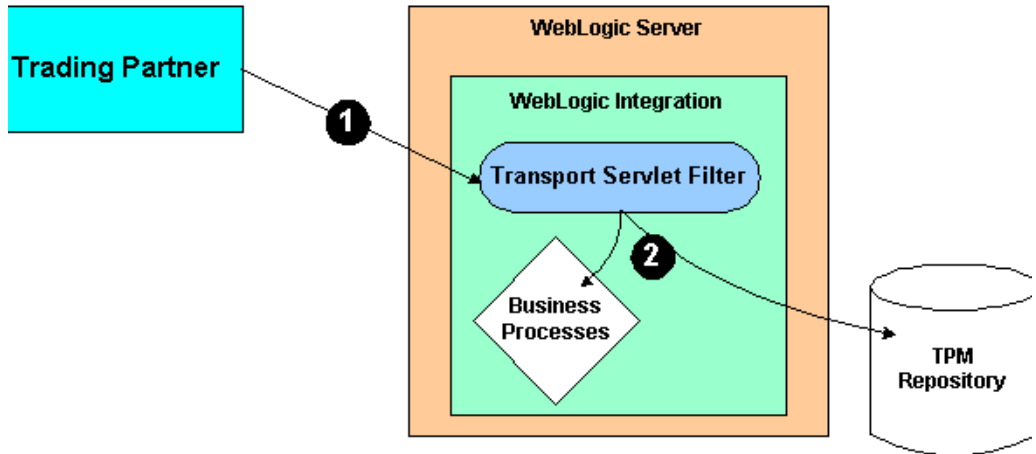 WebLogic Server
Trading Partner
WebLogic Integration
1
Transport Servlet Filter
2
Business
Processes
TPM
Repository